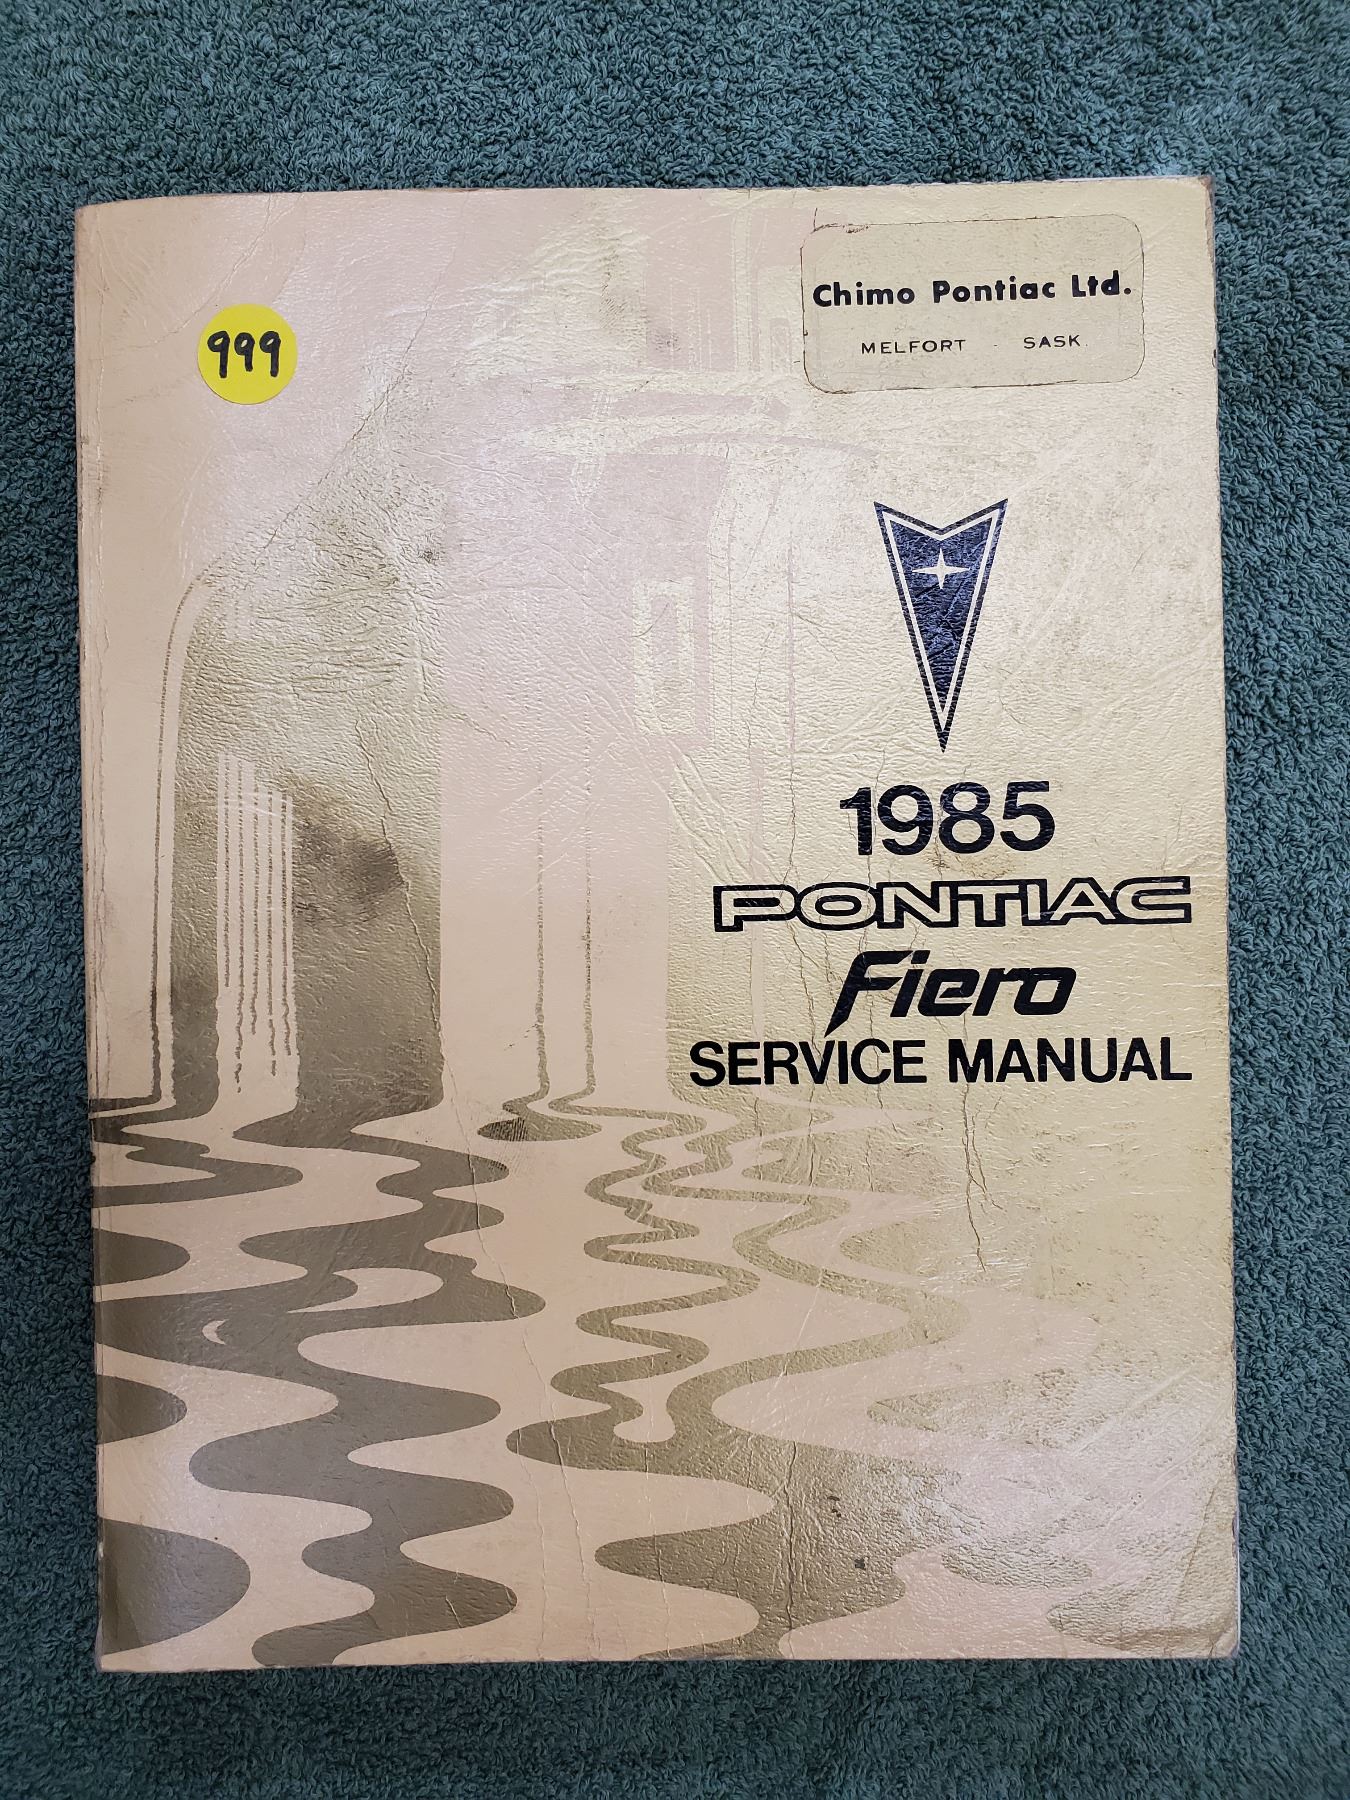 Chimo Pontiac Ltd.
MELFORT - SASK.
999
1985
PONTIAC
Fiero
SERVICE MANUAL